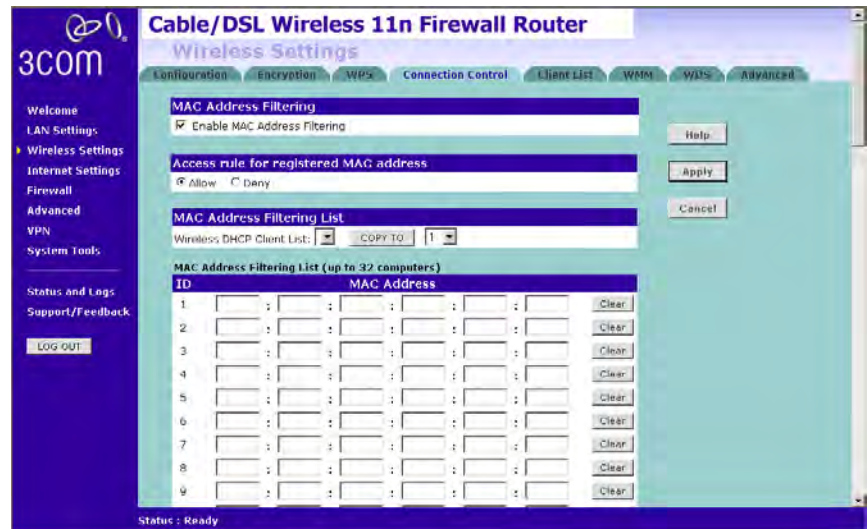 3COM
Cable/DSL Wireless 11n Firewall Router
Wireless Settings
Configuration Encryption WPS Connection Control Client List WMM WDS Advanced
Welcome
LAN Settings
Wireless Settings
Internet Settings
Firewall
Advanced
VPN
System Tools
Status and Logs
Support/Feedback
LOG OUT
MAC Address Filtering
Enable MAC Address Filtering
Access rule for registered MAC address
Allow Deny
MAC Address Filtering List
Wireless DHCP Client List: COPY TO 1
MAC Address Filtering List (up to 32 computers)
ID MAC Address
1 : : : : : Clear
2 : : : : : Clear
3 : : : : : Clear
4 : : : : : Clear
5 : : : : : Clear
6 : : : : : Clear
7 : : : : : Clear
8 : : : : : Clear
9 : : : : : Clear
Help
Apply
Cancel
Status : Ready